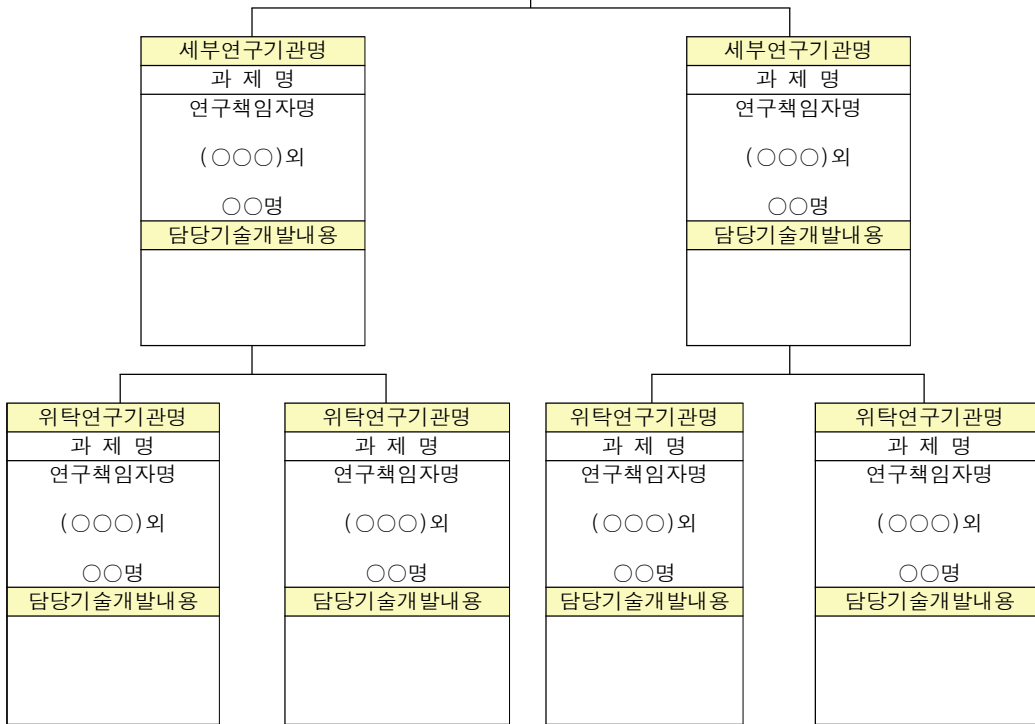 세부연구기관명
과 제 명
연구책임자명
(○○○)외
○○명
담당기술개발내용
세부연구기관명
과 제 명
연구책임자명
(○○○)외
○○명
담당기술개발내용
위탁연구기관명
과 제 명
연구책임자명
(○○○)외
○○명
담당기술개발내용
위탁연구기관명
과 제 명
연구책임자명
(○○○)외
○○명
담당기술개발내용
위탁연구기관명
과 제 명
연구책임자명
(○○○)외
○○명
담당기술개발내용
위탁연구기관명
과 제 명
연구책임자명
(○○○)외
○○명
담당기술개발내용